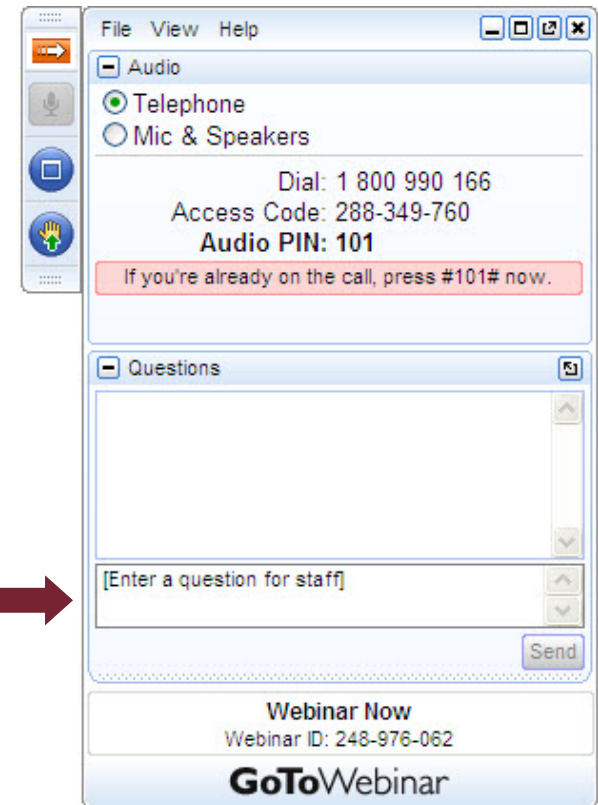 File View Help
Audio
Telephone
Mic & Speakers
Dial: 1 800 990 166
Access Code: 288-349-760
Audio PIN: 101
If you're already on the call, press #101# now.
Questions
[Enter a question for staff]
Send
Webinar Now
Webinar ID: 248-976-062
GoToWebinar